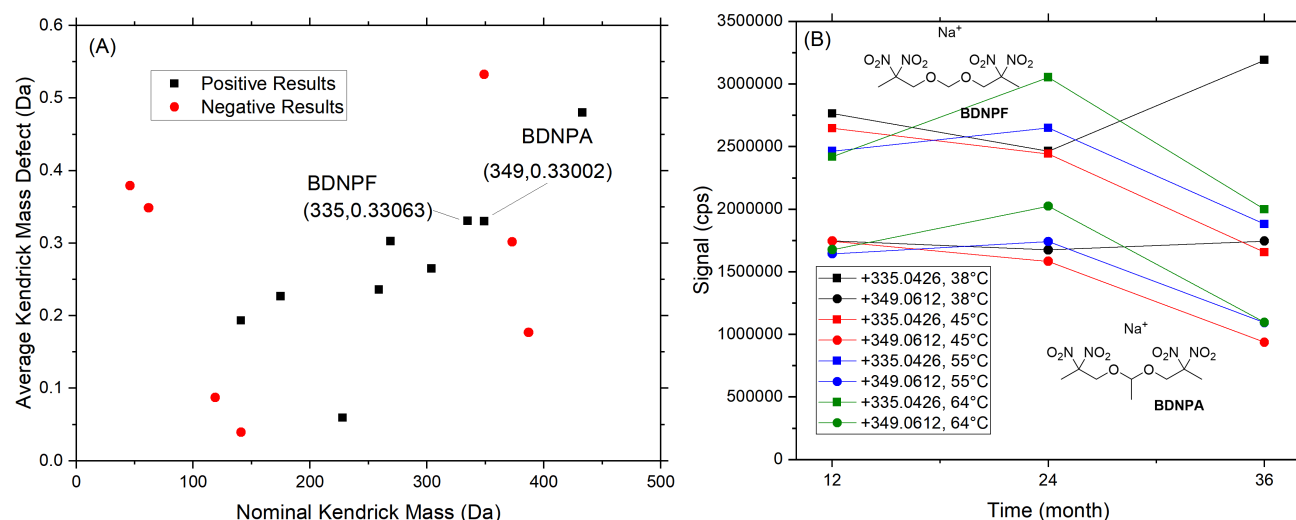 (A)
Positive Results
Negative Results
BDNPA
(349,0.33002)
BDNPF
(335,0.33063)
0.6
0.5
0.4
0.3
0.2
0.1
0.0
0 100 200 300 400 500
Average Kendrick Mass Defect (Da)
Nominal Kendrick Mass (Da)
(B)
Na+
O₂N NO₂ O₂N NO₂
O O
BDNPF
+335.0426, 38°C
+349.0612, 38°C
+335.0426, 45°C
+349.0612, 45°C
+335.0426, 55°C
+349.0612, 55°C
+335.0426, 64°C
+349.0612, 64°C
Na+
O₂N NO₂ O₂N NO₂
O O
BDNPA
3500000
3000000
2500000
2000000
1500000
1000000
500000
0
12 24 36
Signal (cps)
Time (month)